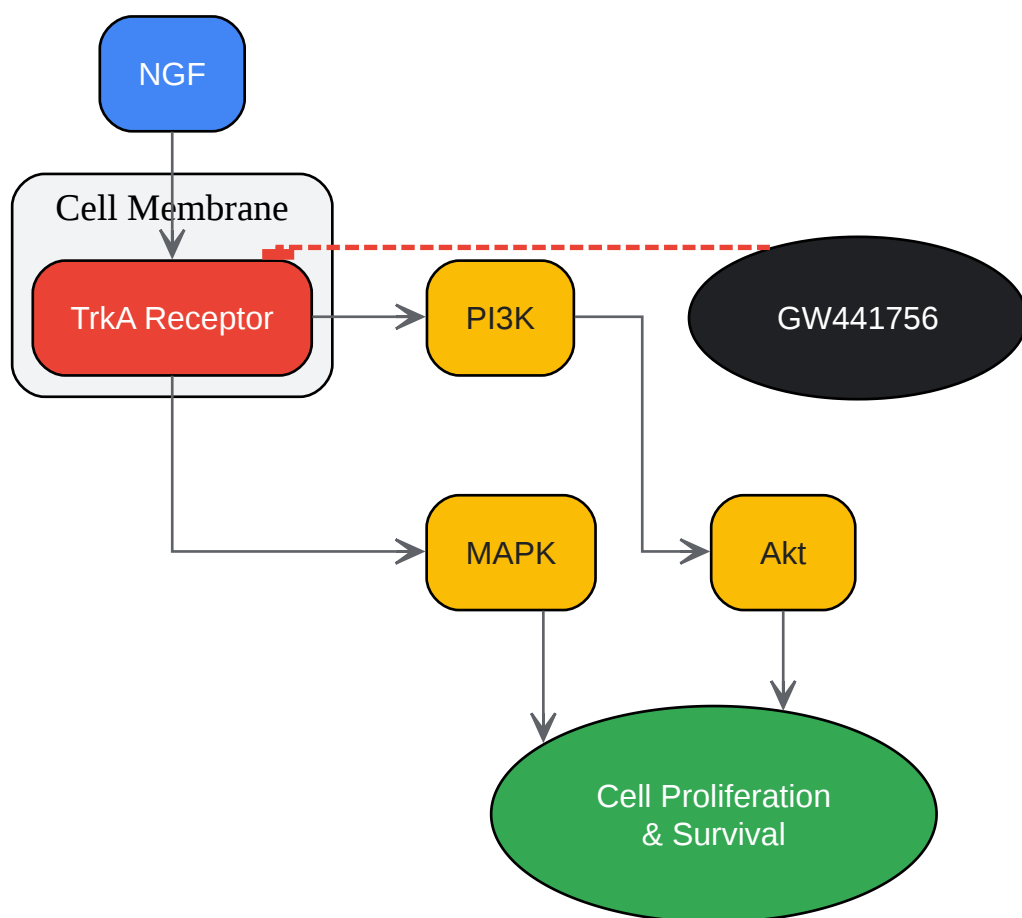 NGF
Cell Membrane
TrkA Receptor
PI3K
GW441756
MAPK
Akt
Cell Proliferation
& Survival